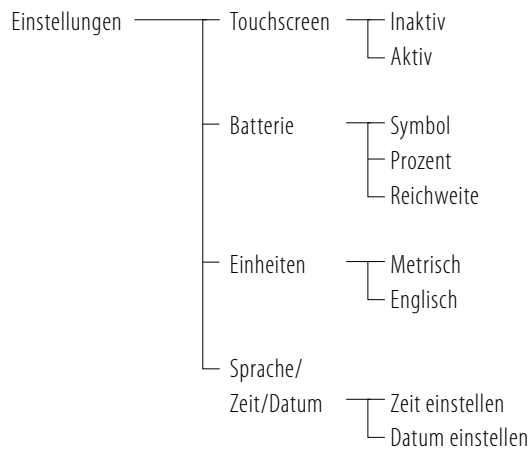 Einstellungen
Touchscreen
Inaktiv
Aktiv
Batterie
Symbol
Prozent
Reichweite
Einheiten
Metrisch
Englisch
Sprache/
Zeit/Datum
Zeit einstellen
Datum einstellen